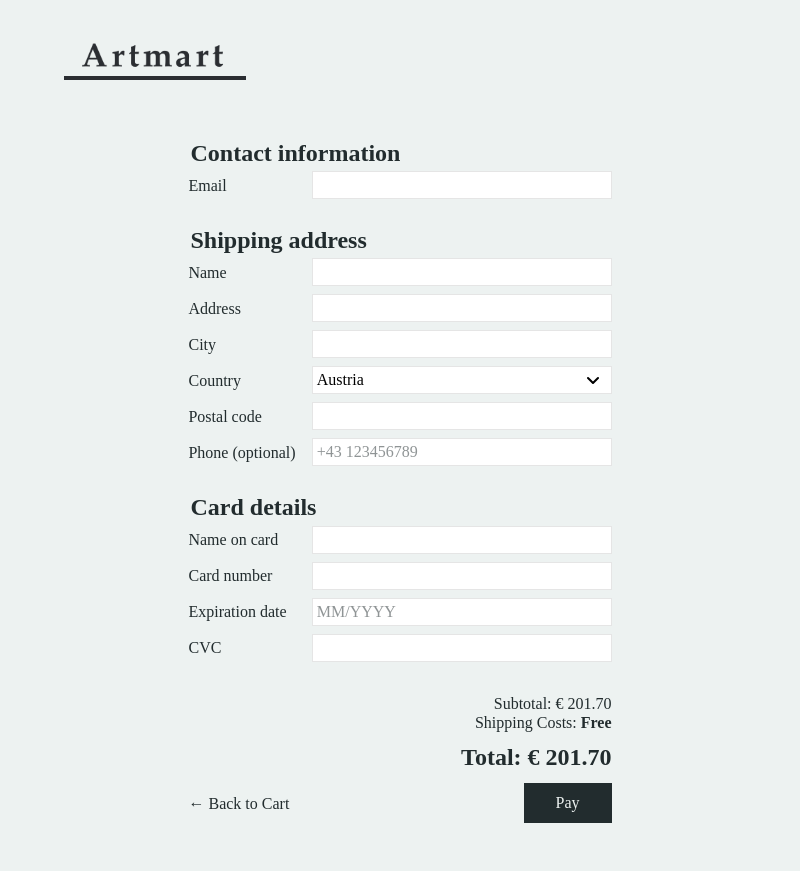 Artmart
Contact information
Email
Shipping address
Name
Address
City
Country Austria
Postal code
Phone (optional) +43 123456789
Card details
Name on card
Card number
Expiration date MM/YYYY
CVC
Subtotal: € 201.70
Shipping Costs: Free
Total: € 201.70
← Back to Cart Pay